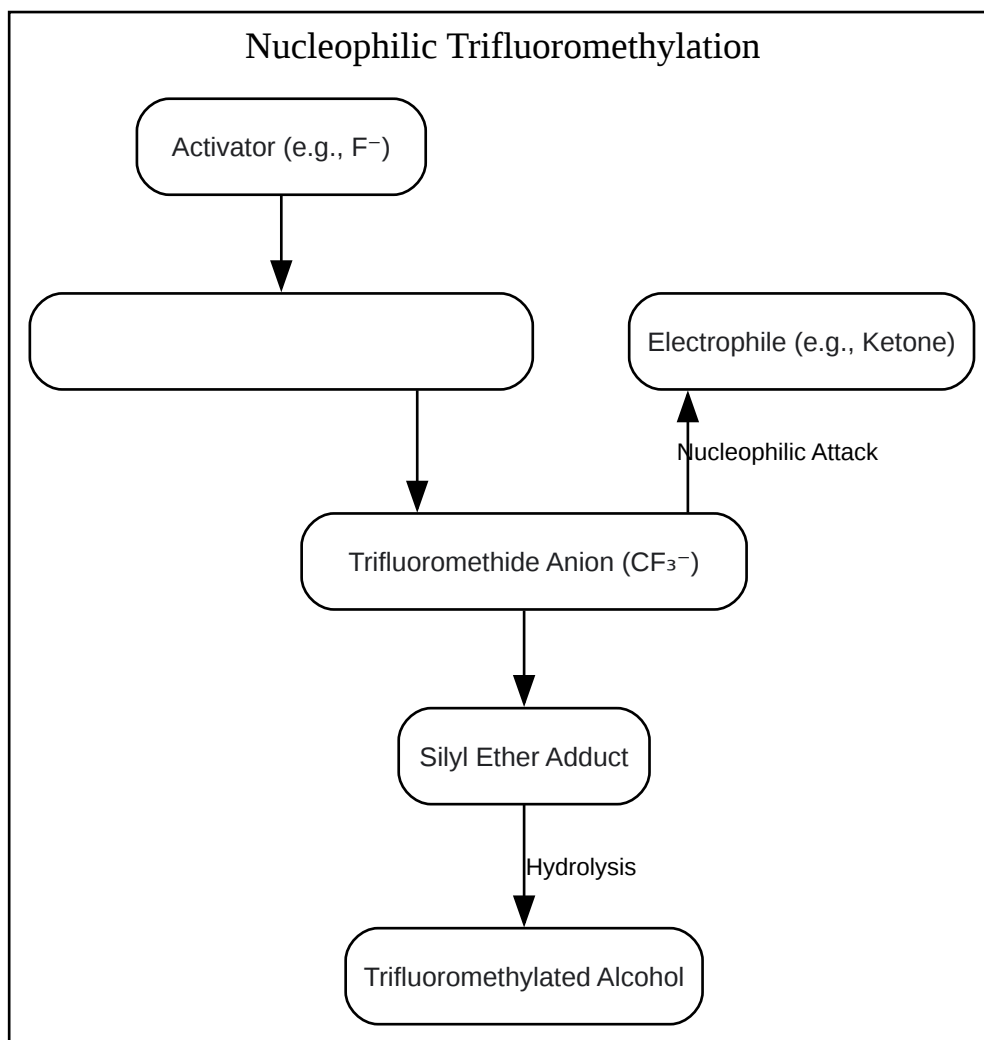 Nucleophilic Trifluoromethylation
Activator (e.g., F⁻)
Electrophile (e.g., Ketone)
Nucleophilic Attack
Trifluoromethide Anion (CF₃⁻)
Silyl Ether Adduct
Hydrolysis
Trifluoromethylated Alcohol